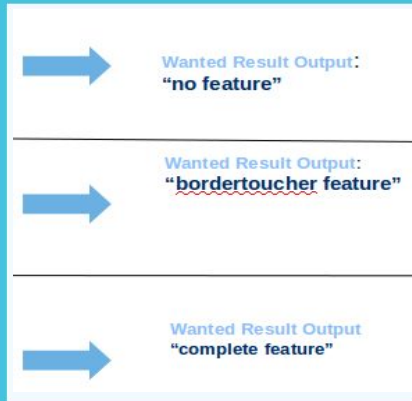 Wanted Result Output:
“no feature”
Wanted Result Output:
“bordertoucher feature”
Wanted Result Output
“complete feature”